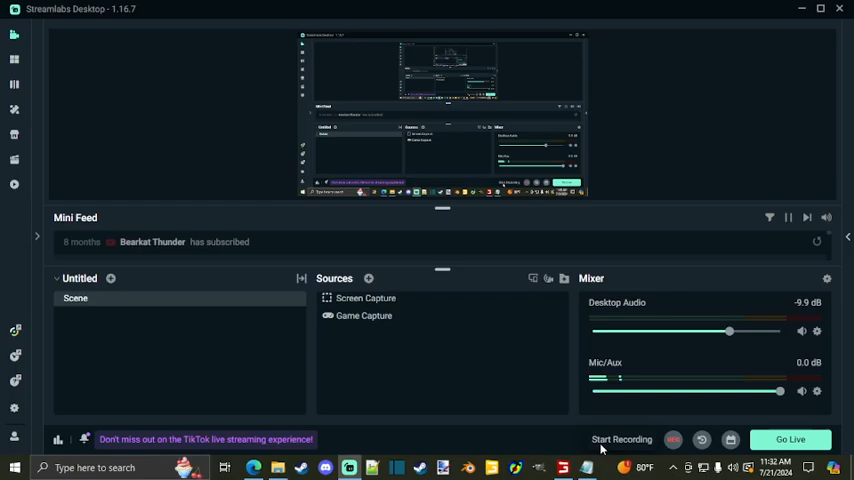 Streamlabs Desktop - 1.16.7
Mini Feed
8 months Bearkat Thunder has subscribed
Untitled
Scene
Sources
Screen Capture
Game Capture
Mixer
Desktop Audio -9.9 dB
Mic/Aux 0.0 dB
Don't miss out on the TikTok live streaming experience!
Start Recording REC Go Live
Type here to search
80°F
11:32 AM
7/21/2024